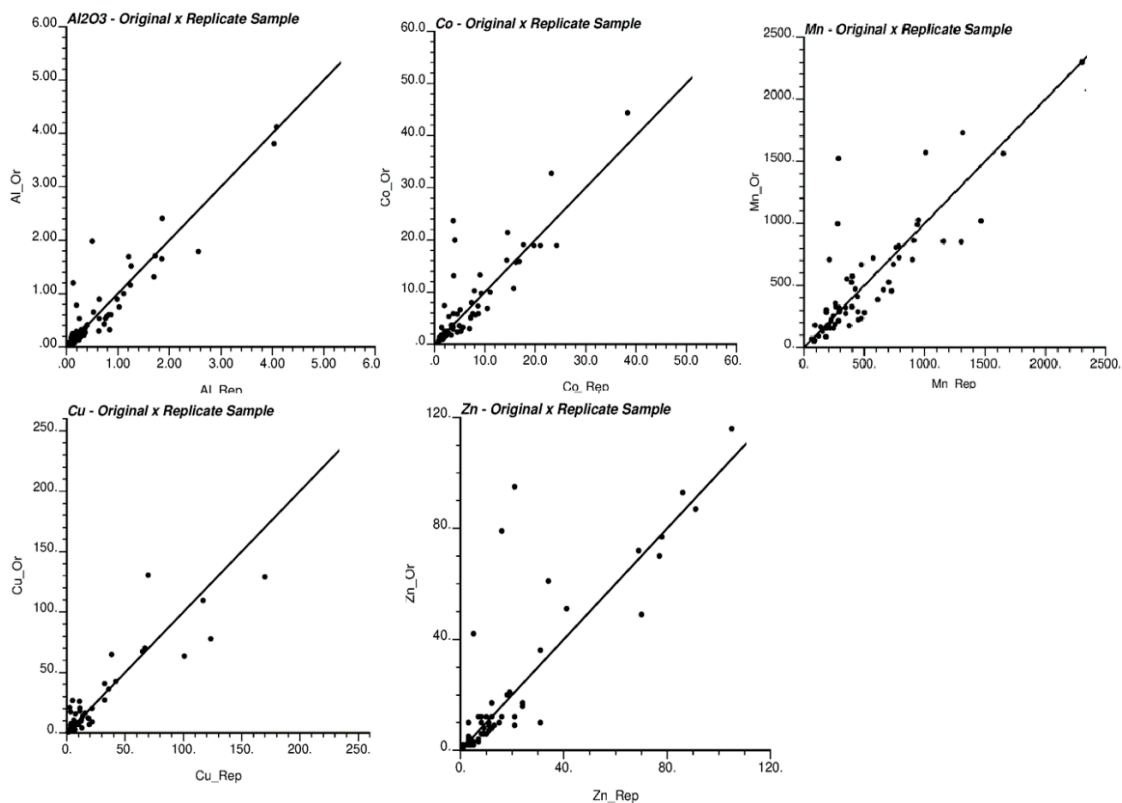 Al2O3 - Original x Replicate Sample
6.00
5.00
4.00
3.00
2.00
1.00
.00
Al_Or
.00 1.00 2.00 3.00 4.00 5.00 6.0
Al_Rep
Co - Original x Replicate Sample
60.0
50.0
40.0
30.0
20.0
10.0
.0
Co_Or
.0 10.0 20.0 30.0 40.0 50.0 60.
Co_Rep
Mn - Original x Replicate Sample
2500.
2000.
1500.
1000.
500.
0.
Mn_Or
0. 500. 1000. 1500. 2000. 2500.
Mn_Rep
Cu - Original x Replicate Sample
250.
200.
150.
100.
50.
0.
Cu_Or
0. 50. 100. 150. 200. 250.
Cu_Rep
Zn - Original x Replicate Sample
120.
80.
40.
0.
Zn_Or
0. 40. 80. 120.
Zn_Rep